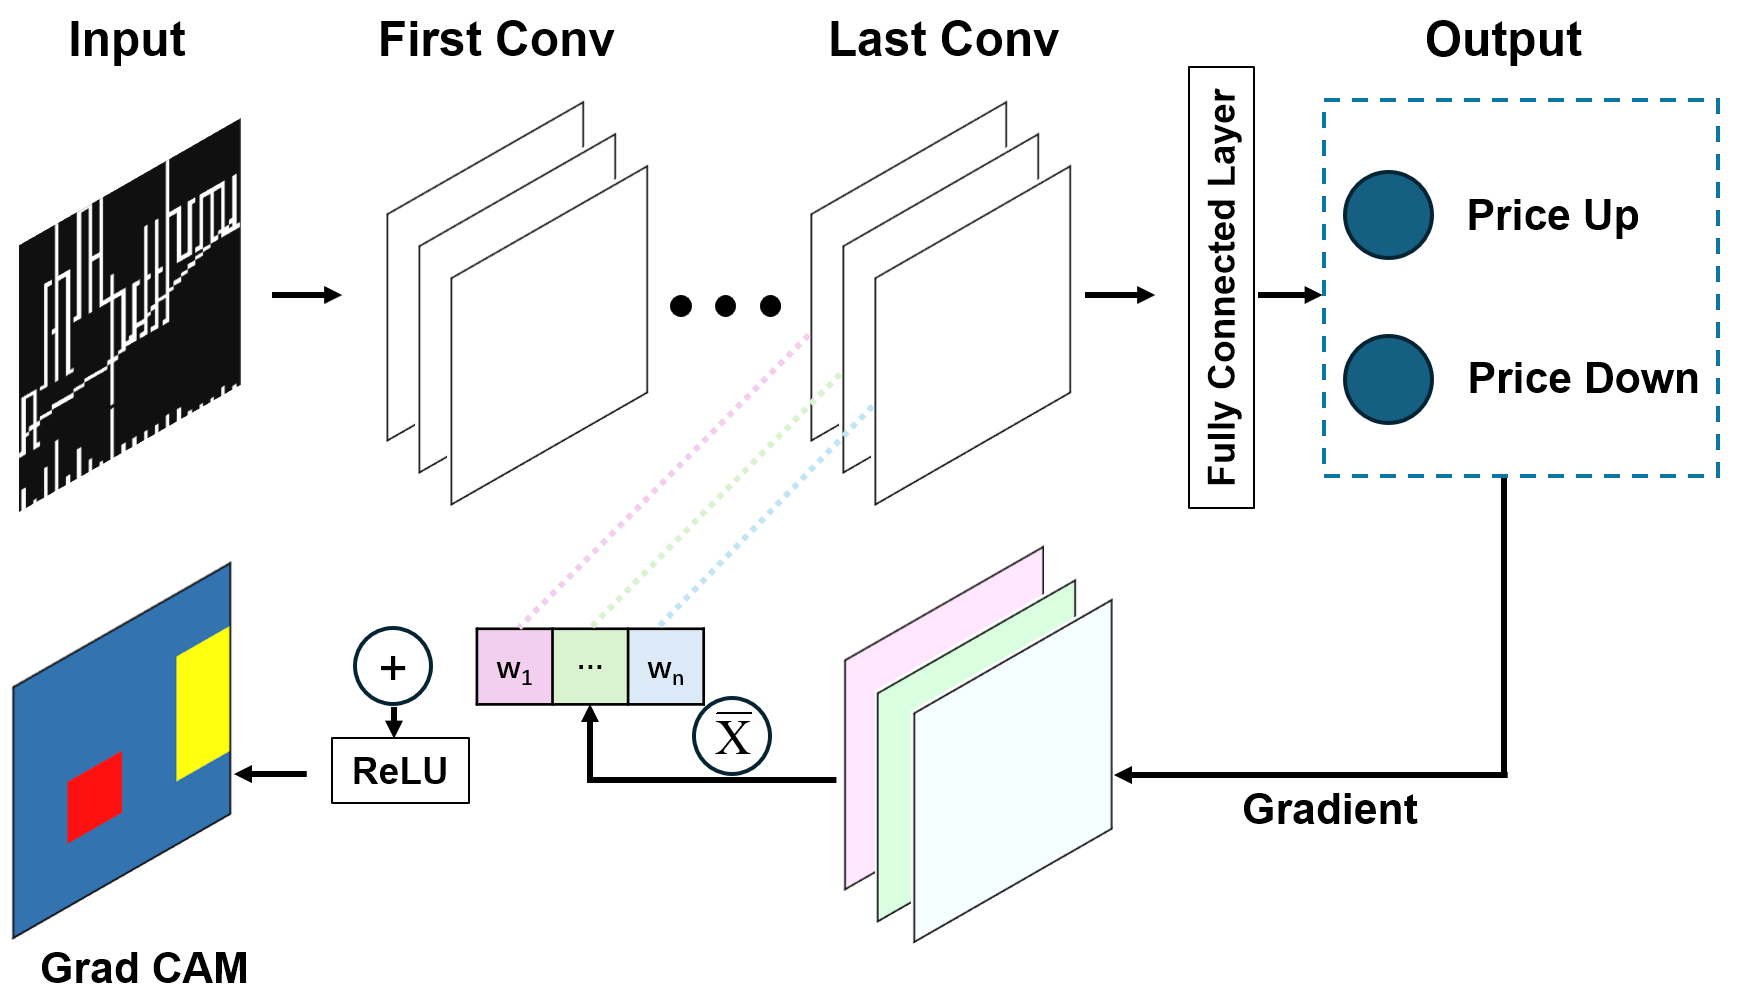 Input
First Conv
Last Conv
Output
Fully Connected Layer
Price Up
Price Down
w1
...
wn
+
X̅
ReLU
Gradient
Grad CAM